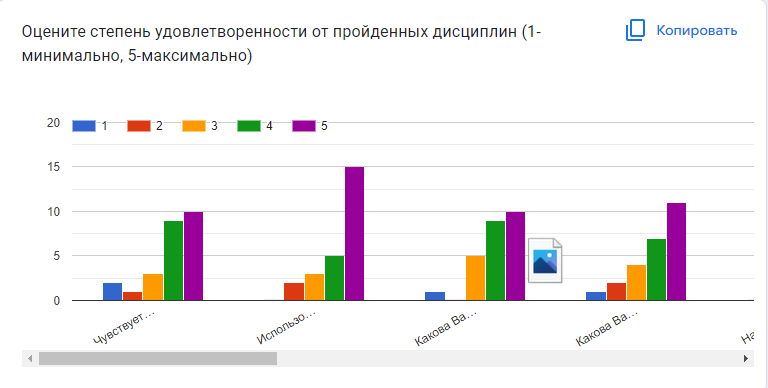 Оцените степень удовлетворенности от пройденных дисциплин (1-
минимально, 5-максимально)
Копировать
1 2 3 4 5
20
15
10
5
0
Чувствует…
Использо…
Какова Ва…
Какова Ва…
На